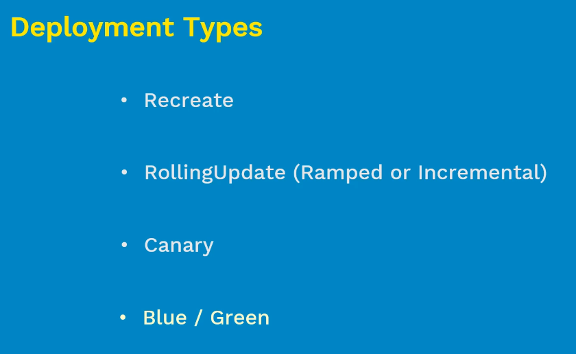 Deployment Types
• Recreate
• RollingUpdate (Ramped or Incremental)
• Canary
• Blue / Green